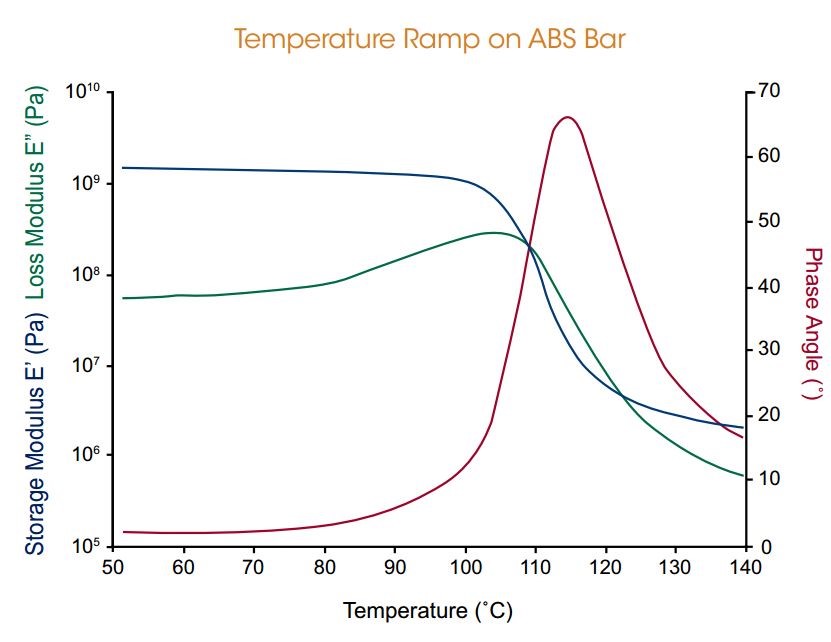 Temperature Ramp on ABS Bar
Storage Modulus E' (Pa) Loss Modulus E” (Pa)
10¹⁰
10⁹
10⁸
10⁷
10⁶
10⁵
70
60
50
40
30
20
10
0
Phase Angle (˚)
50 60 70 80 90 100 110 120 130 140
Temperature (˚C)